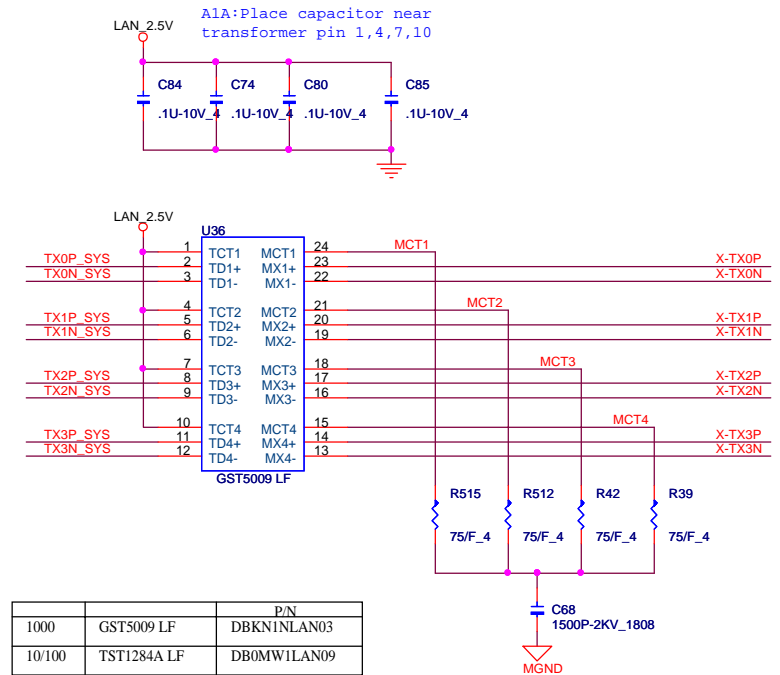 A1A:Place capacitor near
transformer pin 1,4,7,10
LAN_2.5V
C84 C74 C80 C85
.1U-10V_4 .1U-10V_4 .1U-10V_4 .1U-10V_4
LAN_2.5V
U36
1 TCT1 MCT1 24 MCT1
TX0P_SYS 2 TD1+ MX1+ 23 X-TX0P
TX0N_SYS 3 TD1- MX1- 22 X-TX0N
4 TCT2 MCT2 21 MCT2
TX1P_SYS 5 TD2+ MX2+ 20 X-TX1P
TX1N_SYS 6 TD2- MX2- 19 X-TX1N
7 TCT3 MCT3 18 MCT3
TX2P_SYS 8 TD3+ MX3+ 17 X-TX2P
TX2N_SYS 9 TD3- MX3- 16 X-TX2N
10 TCT4 MCT4 15 MCT4
TX3P_SYS 11 TD4+ MX4+ 14 X-TX3P
TX3N_SYS 12 TD4- MX4- 13 X-TX3N
GST5009 LF
R515 R512 R42 R39
75/F_4 75/F_4 75/F_4 75/F_4
C68
1500P-2KV_1808
MGND
P/N
1000 GST5009 LF DBKN1NLAN03
10/100 TST1284A LF DB0MW1LAN09